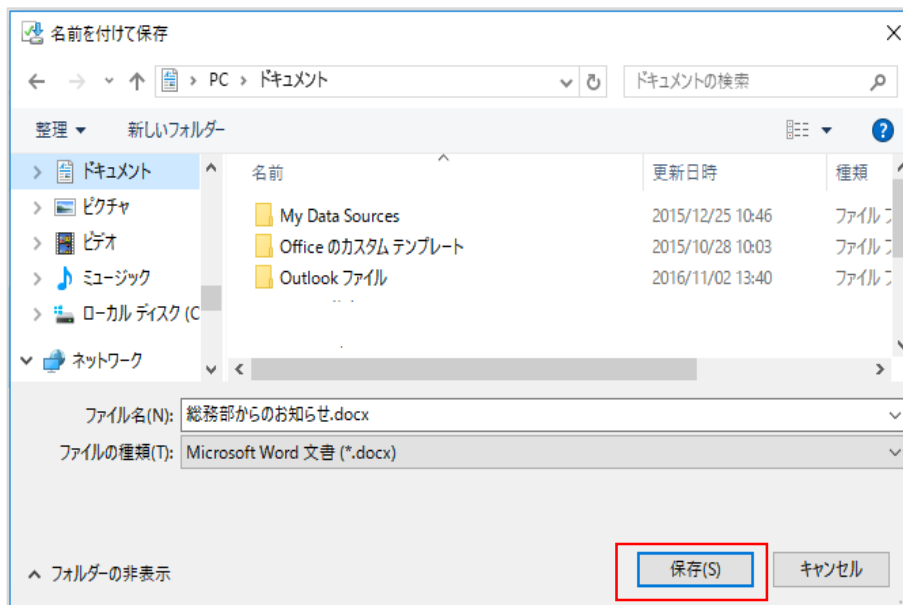 名前を付けて保存
PC › ドキュメント
ドキュメントの検索
整理 新しいフォルダー
ドキュメント
ピクチャ
ビデオ
ミュージック
ローカル ディスク (C
ネットワーク
名前 更新日時 種類
My Data Sources 2015/12/25 10:46 ファイル フ
Office のカスタム テンプレート 2015/10/28 10:03 ファイル フ
Outlook ファイル 2016/11/02 13:40 ファイル フ
ファイル名(N): 総務部からのお知らせ.docx
ファイルの種類(T): Microsoft Word 文書 (*.docx)
フォルダーの非表示
保存(S) キャンセル